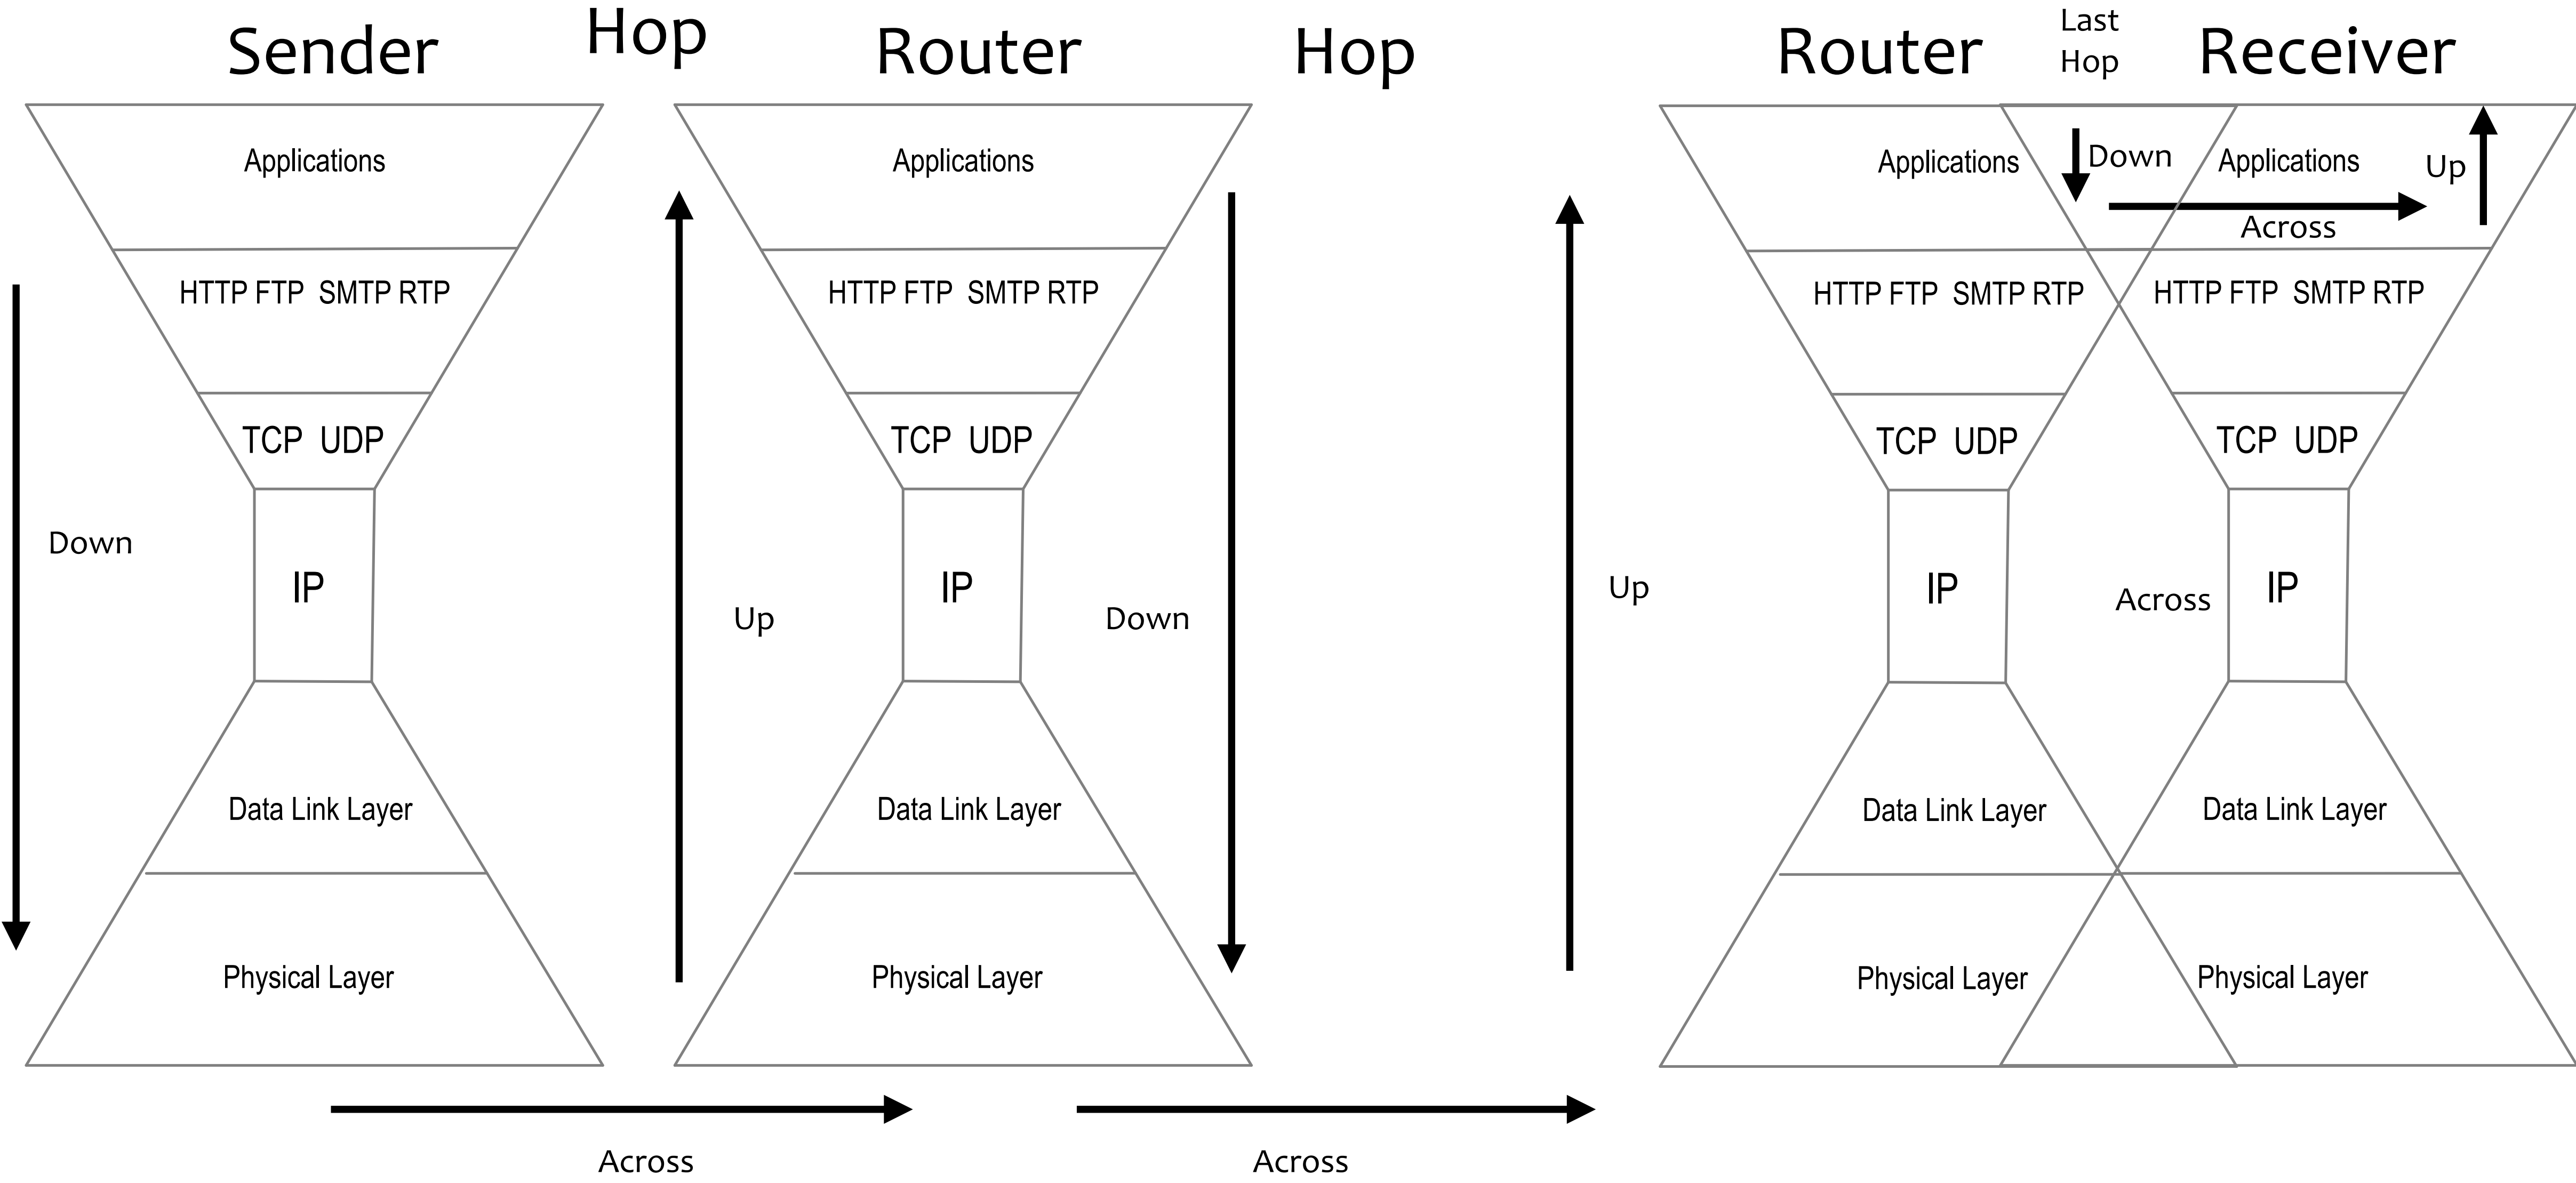 Sender
Hop
Router
Hop
Router
Last
Hop
Receiver
Applications
HTTP FTP SMTP RTP
TCP UDP
IP
Data Link Layer
Physical Layer
Down
Across
Applications
HTTP FTP SMTP RTP
TCP UDP
IP
Data Link Layer
Physical Layer
Up
Down
Across
Up
Applications
HTTP FTP SMTP RTP
TCP UDP
IP
Data Link Layer
Physical Layer
Down
Across
Up
Across
Applications
HTTP FTP SMTP RTP
TCP UDP
IP
Data Link Layer
Physical Layer